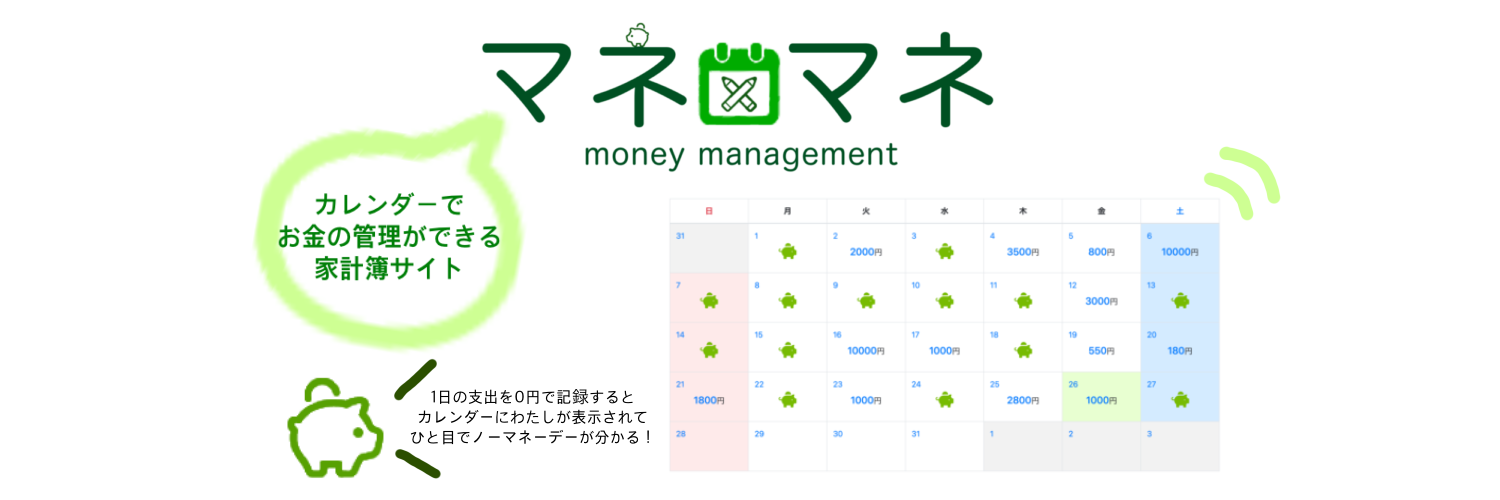 マネマネ
money management
カレンダーで
お金の管理ができる
家計簿サイト
1日の支出を0円で記録すると
カレンダーにわたしが表示されて
ひと目でノーマネーデーが分かる！
日 月 火 水 木 金 土
31 1 2 2000円 3 4 3500円 5 800円 6 10000円
7 8 9 10 11 12 3000円 13
14 15 16 10000円 17 1000円 18 19 550円 20 180円
21 1800円 22 23 1000円 24 25 2800円 26 1000円 27
28 29 30 31 1 2 3